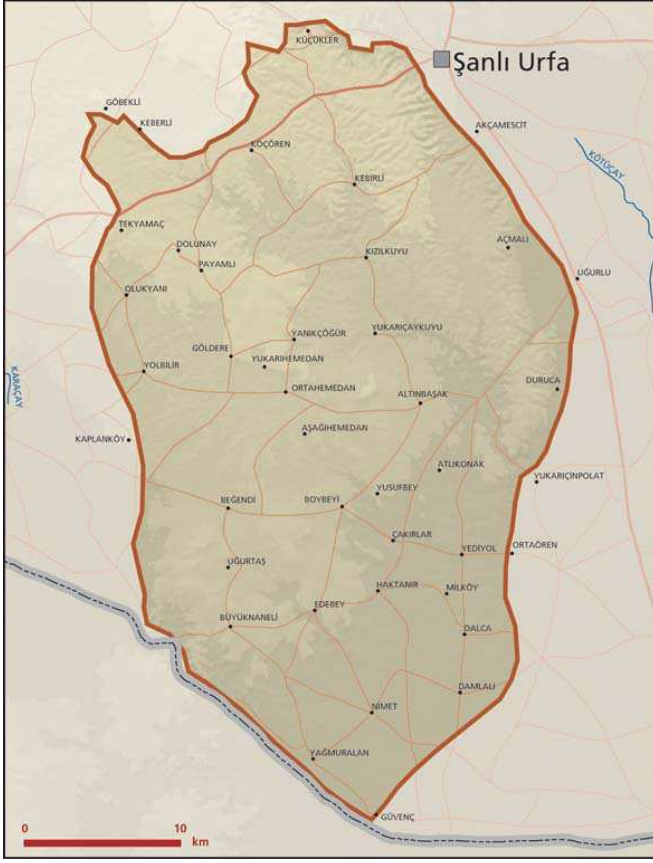 KÜÇÜKLER
Şanlı Urfa
GÖBEKLİ
KEBERLİ
AKÇAMESCİT
KOÇÖREN
KÖTÜÇAY
KEBİRLİ
TEKYAMAÇ
DOLUNAY
AÇMALI
KIZILKUYU
PAYAMLI
UĞURLU
OLUKYANI
YANIKÇÖĞÜR
YUKARIÇAYKUYU
GÖLDERE
YUKARIHEMEDAN
YOLBİLİR
KARAÇAY
DURUCA
ORTAHEMEDAN
ALTINBAŞAK
AŞAĞIHEMEDAN
KAPLANKÖY
ATLIKONAK
YUKARIÇİNPOLAT
YUSUFBEY
BEĞENDİ
BOYBEYİ
ÇAKIRLAR
ORTAÖREN
YEDİYOL
UĞURTAŞ
HAKTANIR
MİLKÖY
EDEBEY
BÜYÜKNANELİ
DALCA
DAMLALI
NİMET
YAĞMURALAN
GÜVENÇ
0 10
km